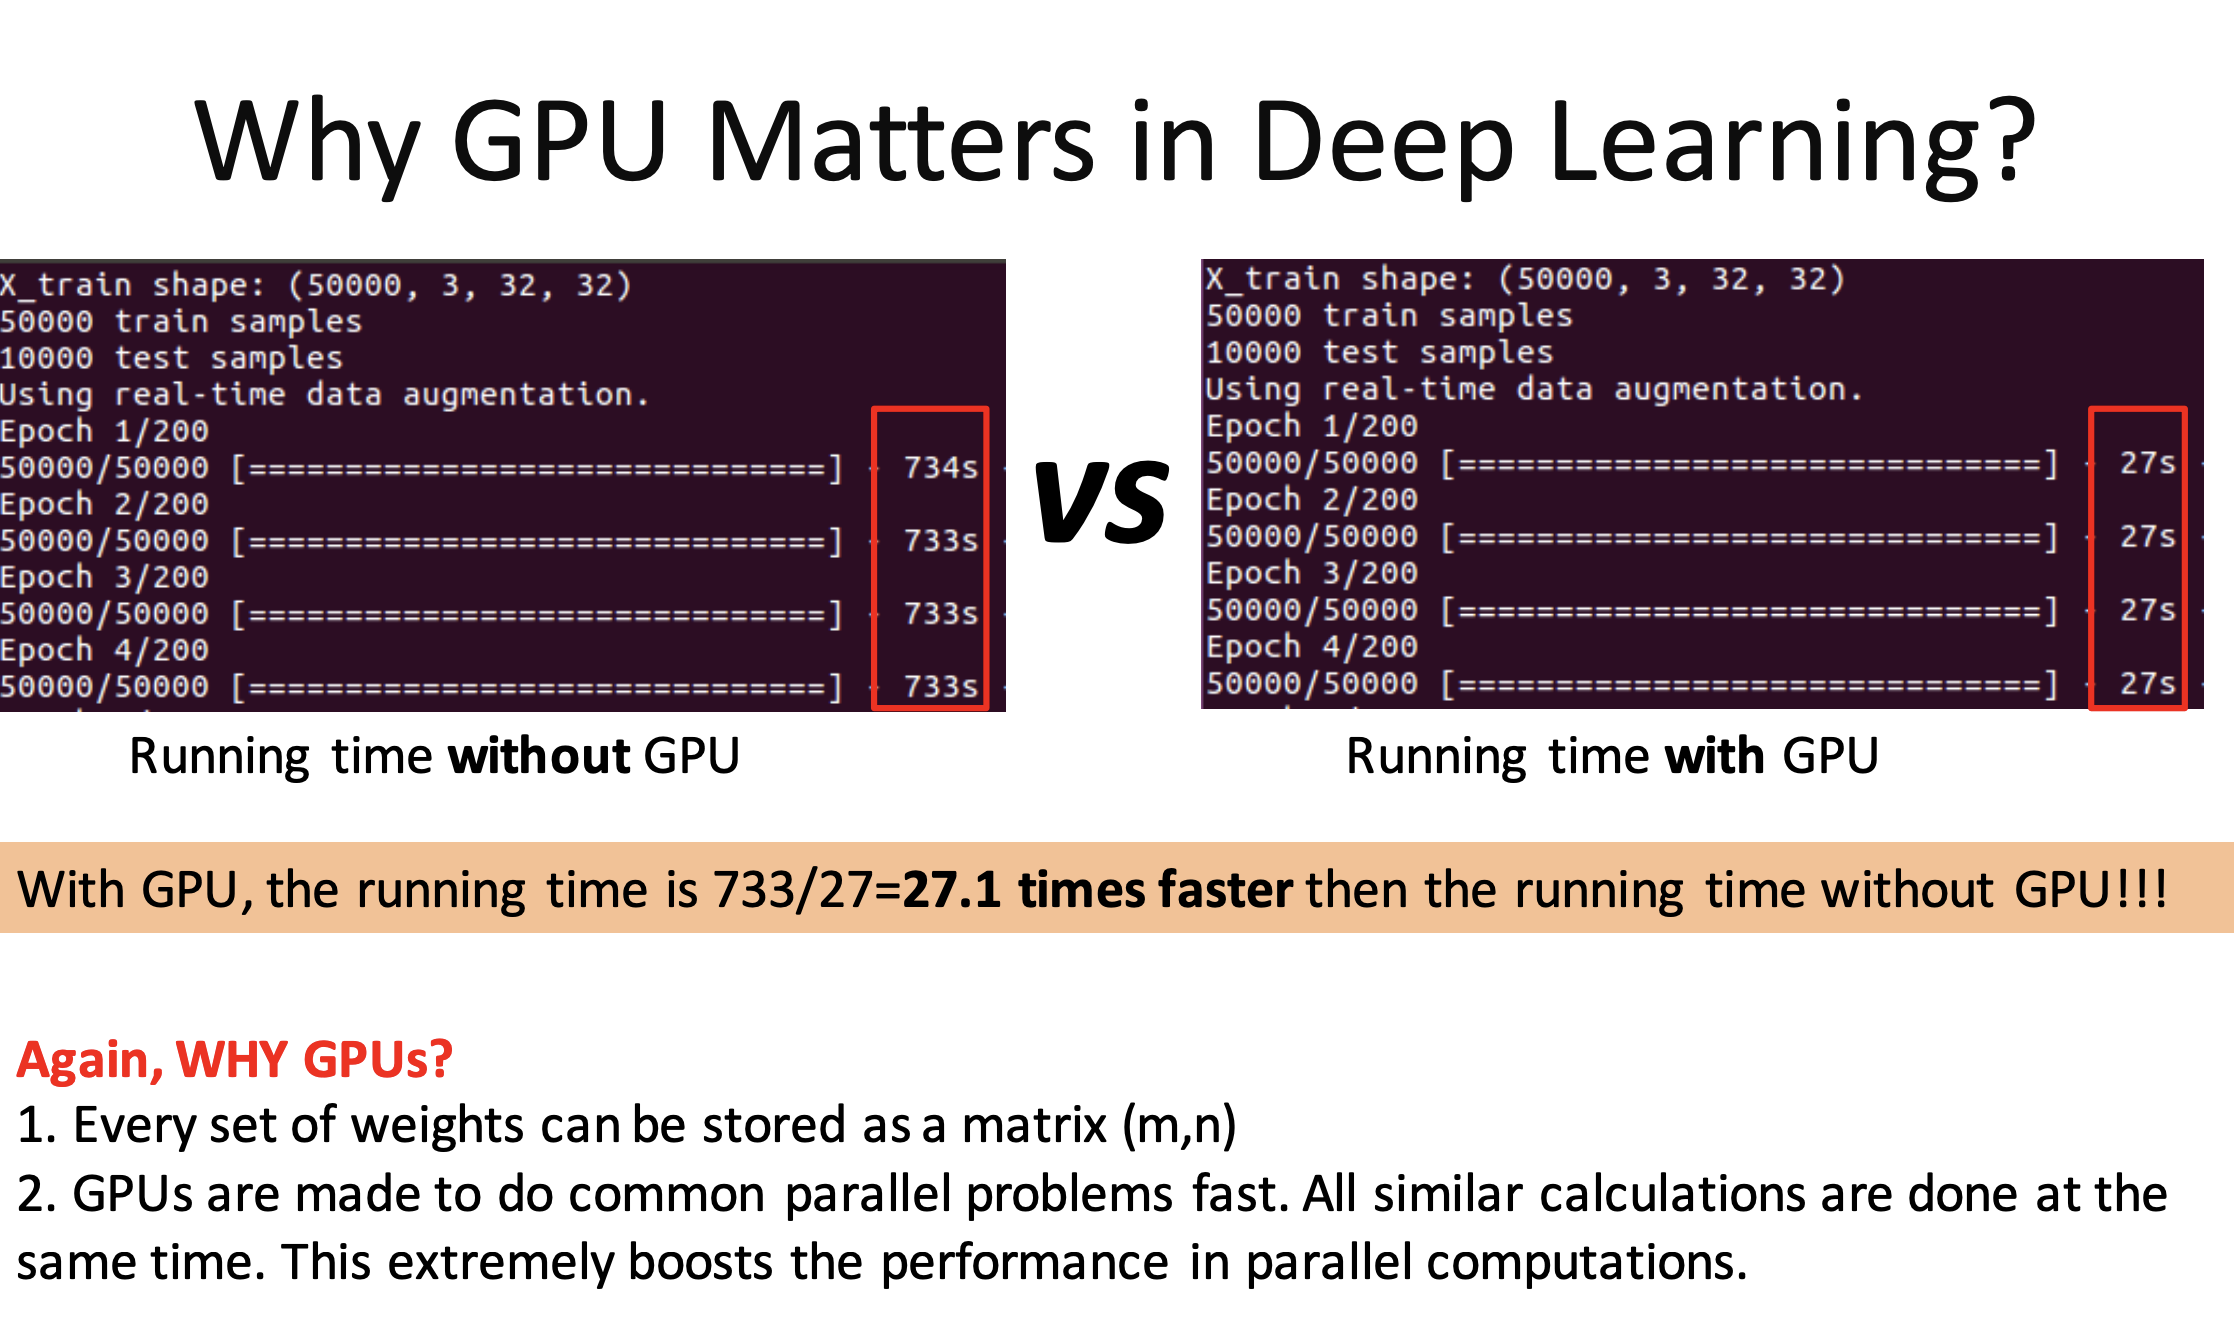 Why GPU Matters in Deep Learning?
X_train shape: (50000, 3, 32, 32)
50000 train samples
10000 test samples
Using real-time data augmentation.
Epoch 1/200
50000/50000 [==============================] - 734s
Epoch 2/200
50000/50000 [==============================] - 733s
Epoch 3/200
50000/50000 [==============================] - 733s
Epoch 4/200
50000/50000 [==============================] - 733s
Running time without GPU
VS
X_train shape: (50000, 3, 32, 32)
50000 train samples
10000 test samples
Using real-time data augmentation.
Epoch 1/200
50000/50000 [==============================] - 27s
Epoch 2/200
50000/50000 [==============================] - 27s
Epoch 3/200
50000/50000 [==============================] - 27s
Epoch 4/200
50000/50000 [==============================] - 27s
Running time with GPU
With GPU, the running time is 733/27=27.1 times faster then the running time without GPU!!!
Again, WHY GPUs?
1. Every set of weights can be stored as a matrix (m,n)
2. GPUs are made to do common parallel problems fast. All similar calculations are done at the
same time. This extremely boosts the performance in parallel computations.